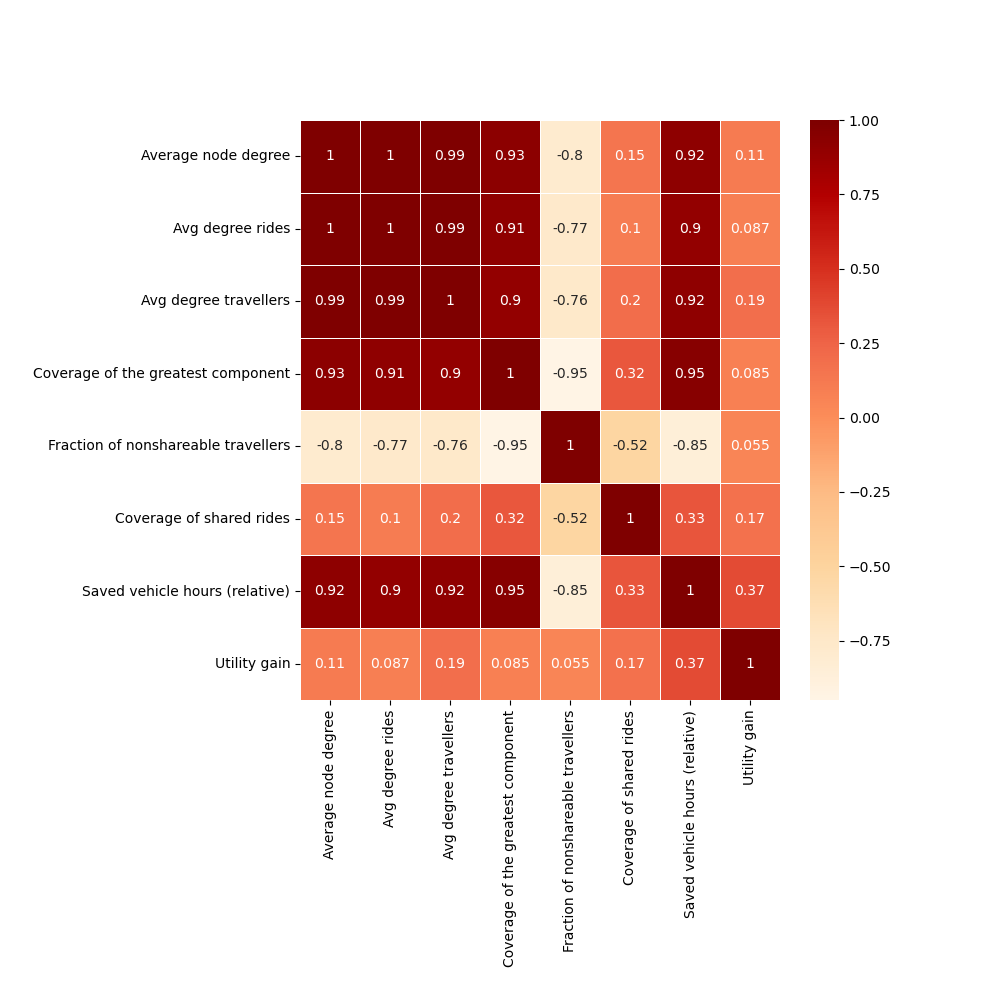 Average node degree 1 1 0.99 0.93 -0.8 0.15 0.92 0.11
Avg degree rides 1 1 0.99 0.91 -0.77 0.1 0.9 0.087
Avg degree travellers 0.99 0.99 1 0.9 -0.76 0.2 0.92 0.19
Coverage of the greatest component 0.93 0.91 0.9 1 -0.95 0.32 0.95 0.085
Fraction of nonshareable travellers -0.8 -0.77 -0.76 -0.95 1 -0.52 -0.85 0.055
Coverage of shared rides 0.15 0.1 0.2 0.32 -0.52 1 0.33 0.17
Saved vehicle hours (relative) 0.92 0.9 0.92 0.95 -0.85 0.33 1 0.37
Utility gain 0.11 0.087 0.19 0.085 0.055 0.17 0.37 1
Average node degree
Avg degree rides
Avg degree travellers
Coverage of the greatest component
Fraction of nonshareable travellers
Coverage of shared rides
Saved vehicle hours (relative)
Utility gain
1.00
0.75
0.50
0.25
0.00
−0.25
−0.50
−0.75